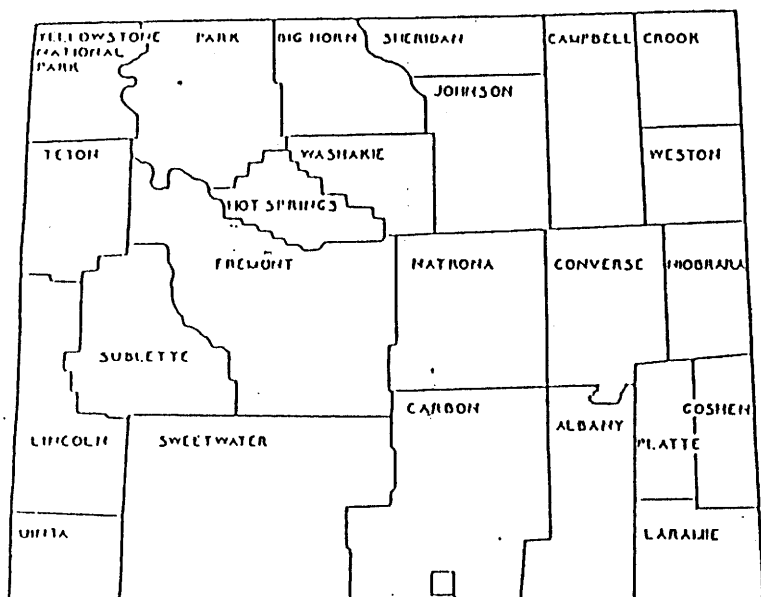 YELLOWSTONE
NATIONAL
PARK
PARK
BIG HORN
SHERIDAN
CAMPBELL
CROOK
JOHNSON
TETON
WASHAKIE
WESTON
HOT SPRINGS
FREMONT
NATRONA
CONVERSE
NIOBRARA
SUBLETTE
CARBON
GOSHEN
ALBANY
LINCOLN
SWEETWATER
PLATTE
UINTA
LARAMIE